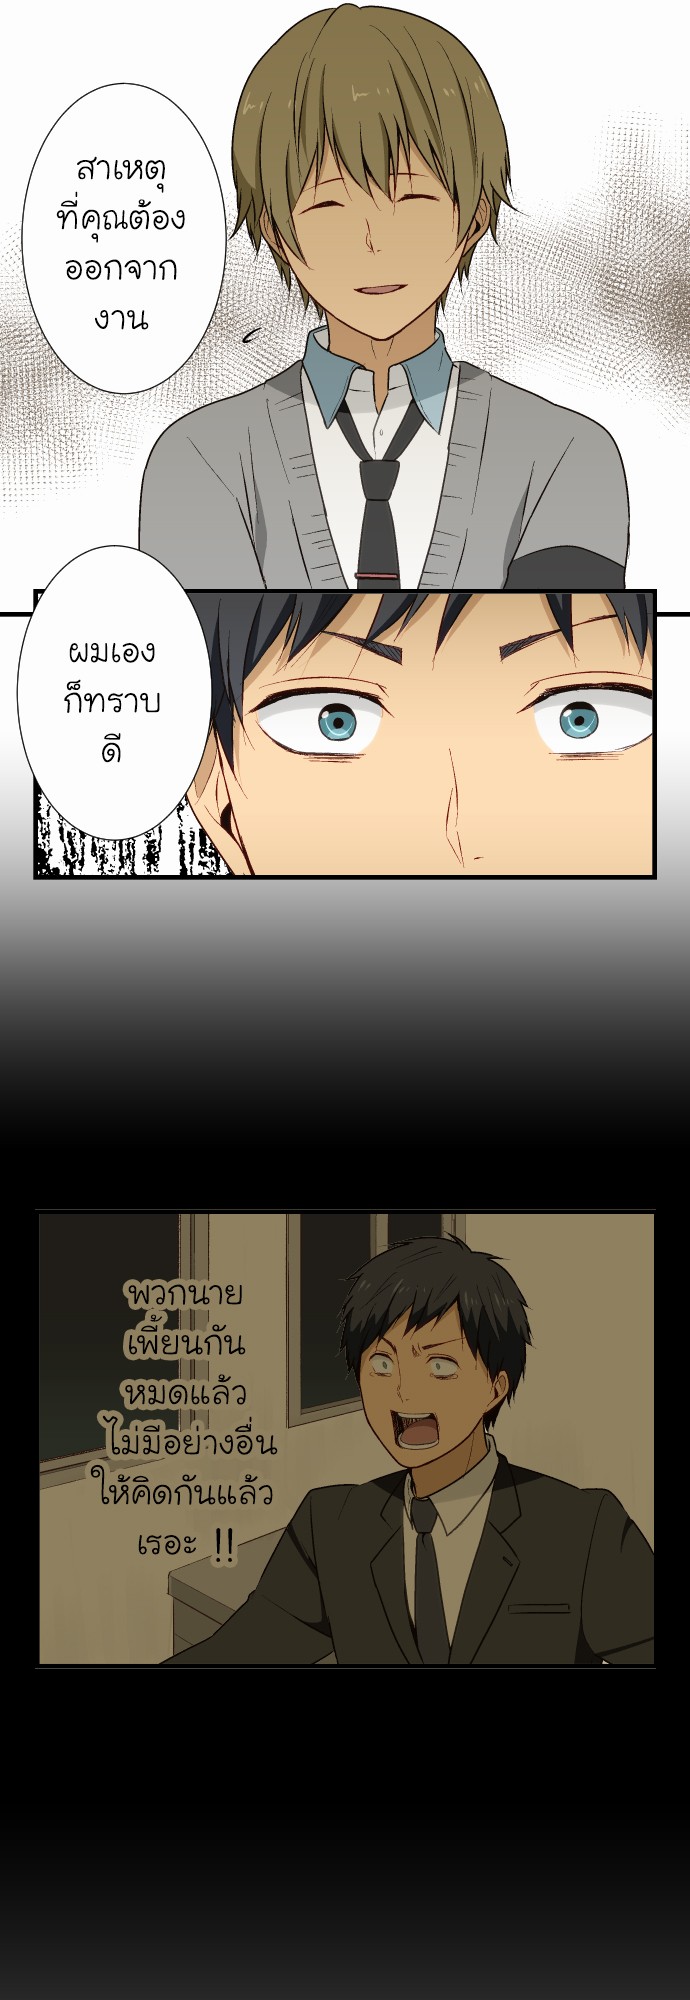 สาเหตุ
ที่คุณต้อง
ออกจาก
งาน
ผมเอง
ก็ทราบ
ดี
พวกนาย
เพี้ยนกัน
หมดแล้ว
ไม่มีอย่างอื่น
ให้คิดกันแล้ว
เรอะ !!